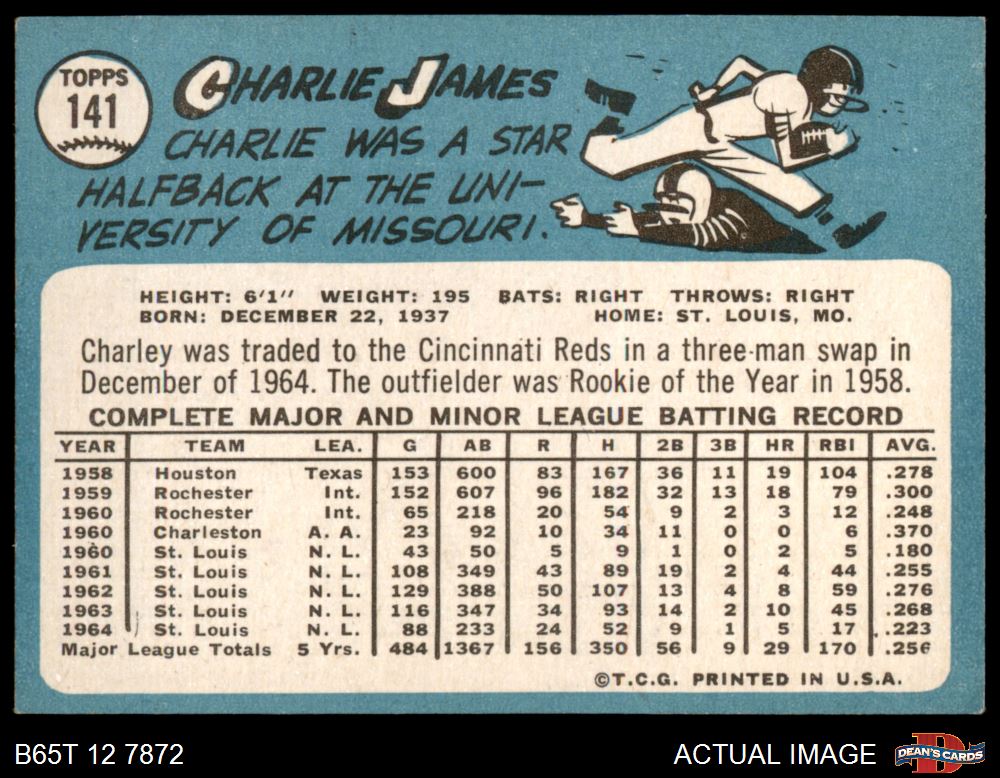 TOPPS
141
CHARLIE JAMES
CHARLIE WAS A STAR
HALFBACK AT THE UNI-
VERSITY OF MISSOURI.
HEIGHT: 6'1" WEIGHT: 195 BATS: RIGHT THROWS: RIGHT
BORN: DECEMBER 22, 1937 HOME: ST. LOUIS, MO.
Charley was traded to the Cincinnati Reds in a three-man swap in
December of 1964. The outfielder was Rookie of the Year in 1958.
COMPLETE MAJOR AND MINOR LEAGUE BATTING RECORD
YEAR TEAM LEA. G AB R H 2B 3B HR RBI AVG.
1958 Houston Texas 153 600 83 167 36 11 19 104 .278
1959 Rochester Int. 152 607 96 182 32 13 18 79 .300
1960 Rochester Int. 65 218 20 54 9 2 3 12 .248
1960 Charleston A. A. 23 92 10 34 11 0 0 6 .370
1960 St. Louis N. L. 43 50 5 9 1 0 2 5 .180
1961 St. Louis N. L. 108 349 43 89 19 2 4 44 .255
1962 St. Louis N. L. 129 388 50 107 13 4 8 59 .276
1963 St. Louis N. L. 116 347 34 93 14 2 10 45 .268
1964 St. Louis N. L. 88 233 24 52 9 1 5 17 .223
Major League Totals 5 Yrs. 484 1367 156 350 56 9 29 170 .256
©T.C.G. PRINTED IN U.S.A.
B65T 12 7872 ACTUAL IMAGE DEAN'S CARDS